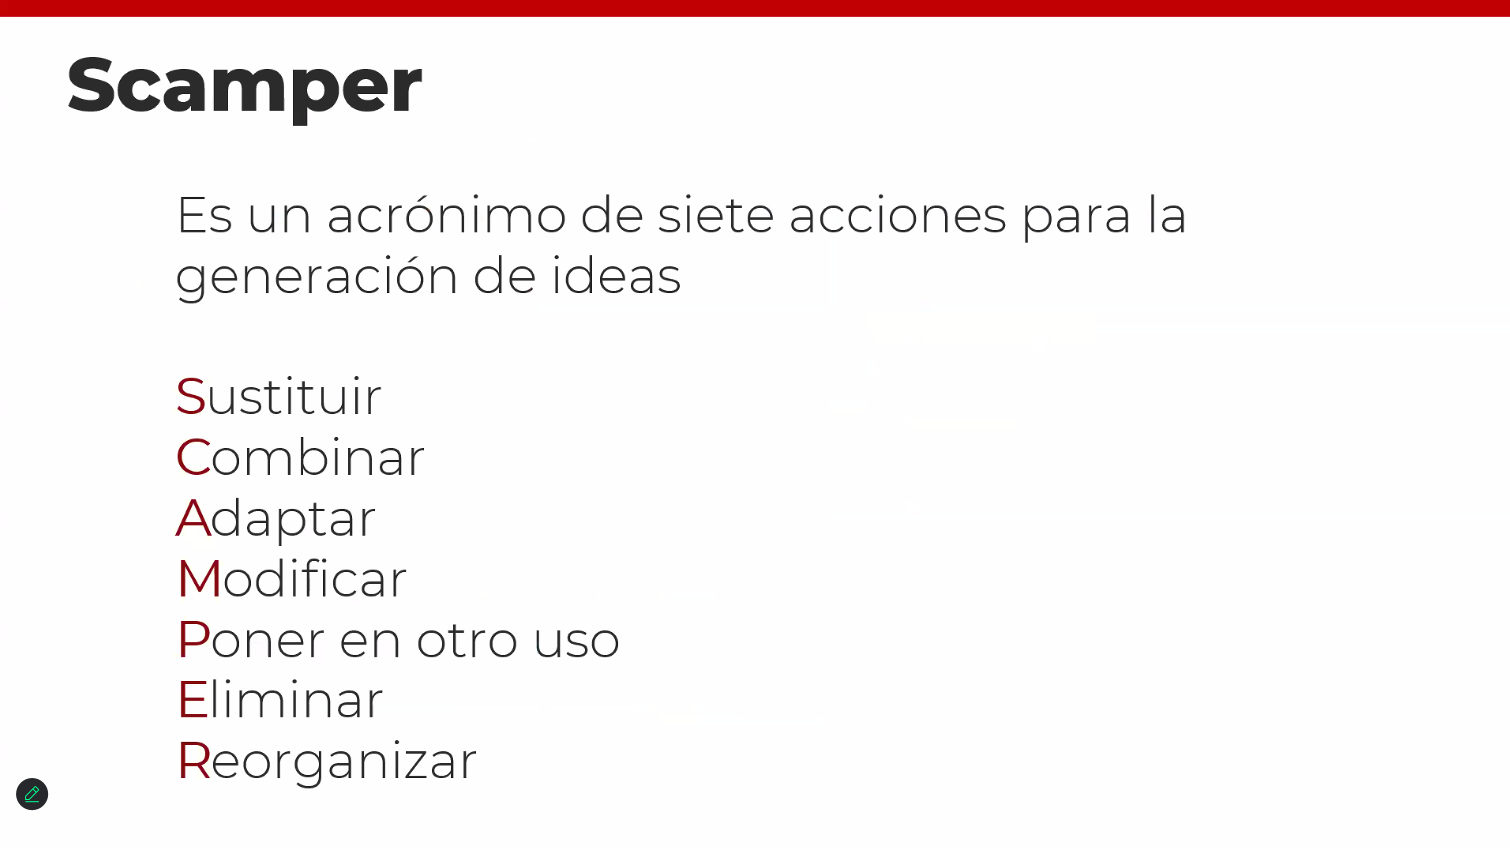 Scamper
Es un acrónimo de siete acciones para la
generación de ideas
Sustituir
Combinar
Adaptar
Modificar
Poner en otro uso
Eliminar
Reorganizar